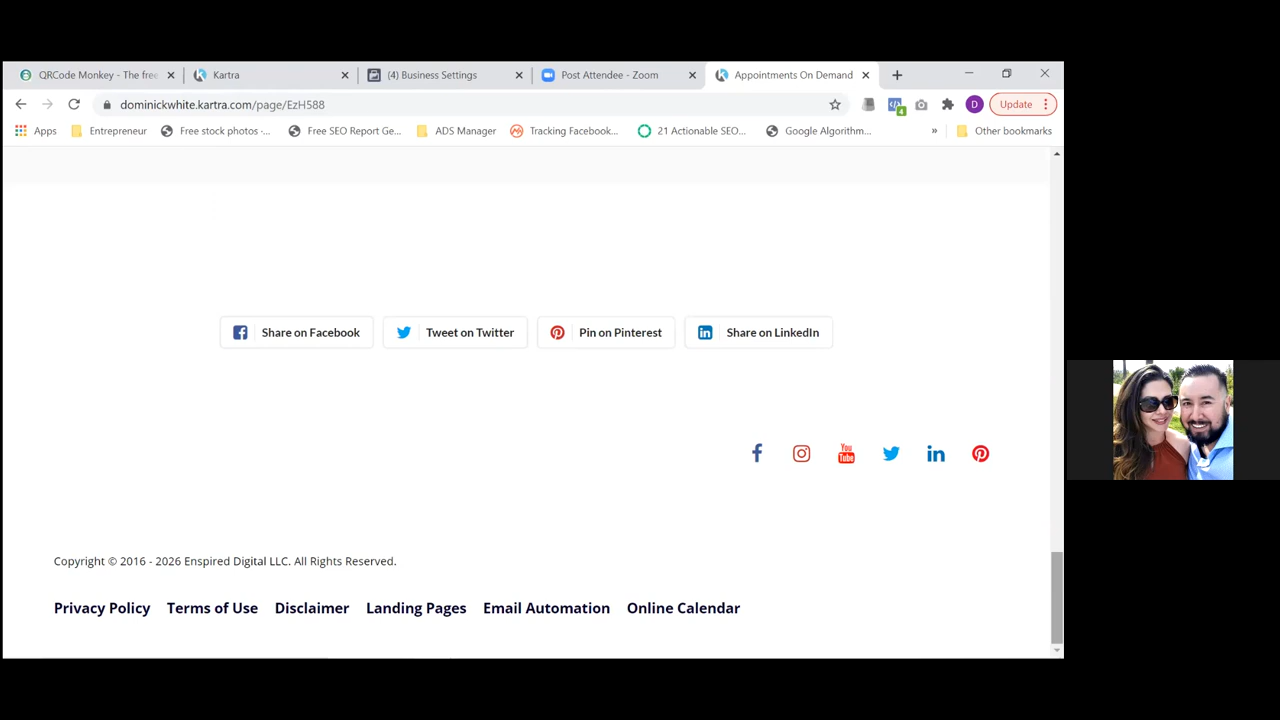 QRCode Monkey - The free
Kartra
(4) Business Settings
Post Attendee - Zoom
Appointments On Demand
dominickwhite.kartra.com/page/EzH588
4
D
Update
Apps
Entrepreneur
Free stock photos -...
Free SEO Report Ge...
ADS Manager
Tracking Facebook...
21 Actionable SEO...
Google Algorithm...
»
Other bookmarks
Share on Facebook
Tweet on Twitter
Pin on Pinterest
Share on LinkedIn
You Tube
Copyright © 2016 - 2026 Enspired Digital LLC. All Rights Reserved.
Privacy Policy
Terms of Use
Disclaimer
Landing Pages
Email Automation
Online Calendar